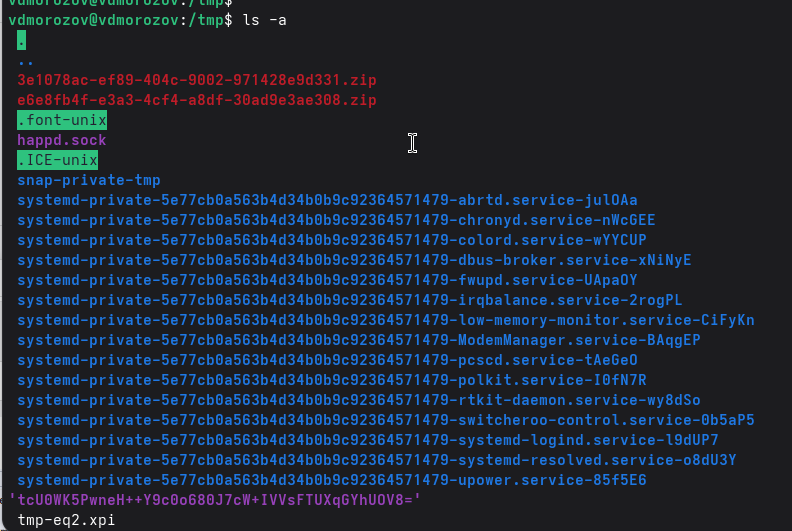 vdmorozov@vdmorozov:/tmp$
vdmorozov@vdmorozov:/tmp$ ls -a
.
..
3e1078ac-ef89-404c-9002-971428e9d331.zip
e6e8fb4f-e3a3-4cf4-a8df-30ad9e3ae308.zip
.font-unix
happd.sock
.ICE-unix
snap-private-tmp
systemd-private-5e77cb0a563b4d34b0b9c92364571479-abrtd.service-julOAa
systemd-private-5e77cb0a563b4d34b0b9c92364571479-chronyd.service-nWcGEE
systemd-private-5e77cb0a563b4d34b0b9c92364571479-colord.service-wYYCUP
systemd-private-5e77cb0a563b4d34b0b9c92364571479-dbus-broker.service-xNiNyE
systemd-private-5e77cb0a563b4d34b0b9c92364571479-fwupd.service-UApaOY
systemd-private-5e77cb0a563b4d34b0b9c92364571479-irqbalance.service-2rogPL
systemd-private-5e77cb0a563b4d34b0b9c92364571479-low-memory-monitor.service-CiFyKn
systemd-private-5e77cb0a563b4d34b0b9c92364571479-ModemManager.service-BAqgEP
systemd-private-5e77cb0a563b4d34b0b9c92364571479-pcscd.service-tAeGeO
systemd-private-5e77cb0a563b4d34b0b9c92364571479-polkit.service-I0fN7R
systemd-private-5e77cb0a563b4d34b0b9c92364571479-rtkit-daemon.service-wy8dSo
systemd-private-5e77cb0a563b4d34b0b9c92364571479-switcheroo-control.service-0b5aP5
systemd-private-5e77cb0a563b4d34b0b9c92364571479-systemd-logind.service-l9dUP7
systemd-private-5e77cb0a563b4d34b0b9c92364571479-systemd-resolved.service-o8dU3Y
systemd-private-5e77cb0a563b4d34b0b9c92364571479-upower.service-85f5E6
'tcU0WK5PwneH++Y9c0o680J7cW+IVVsFTUXqGYhUOV8='
tmp-eq2.xpi